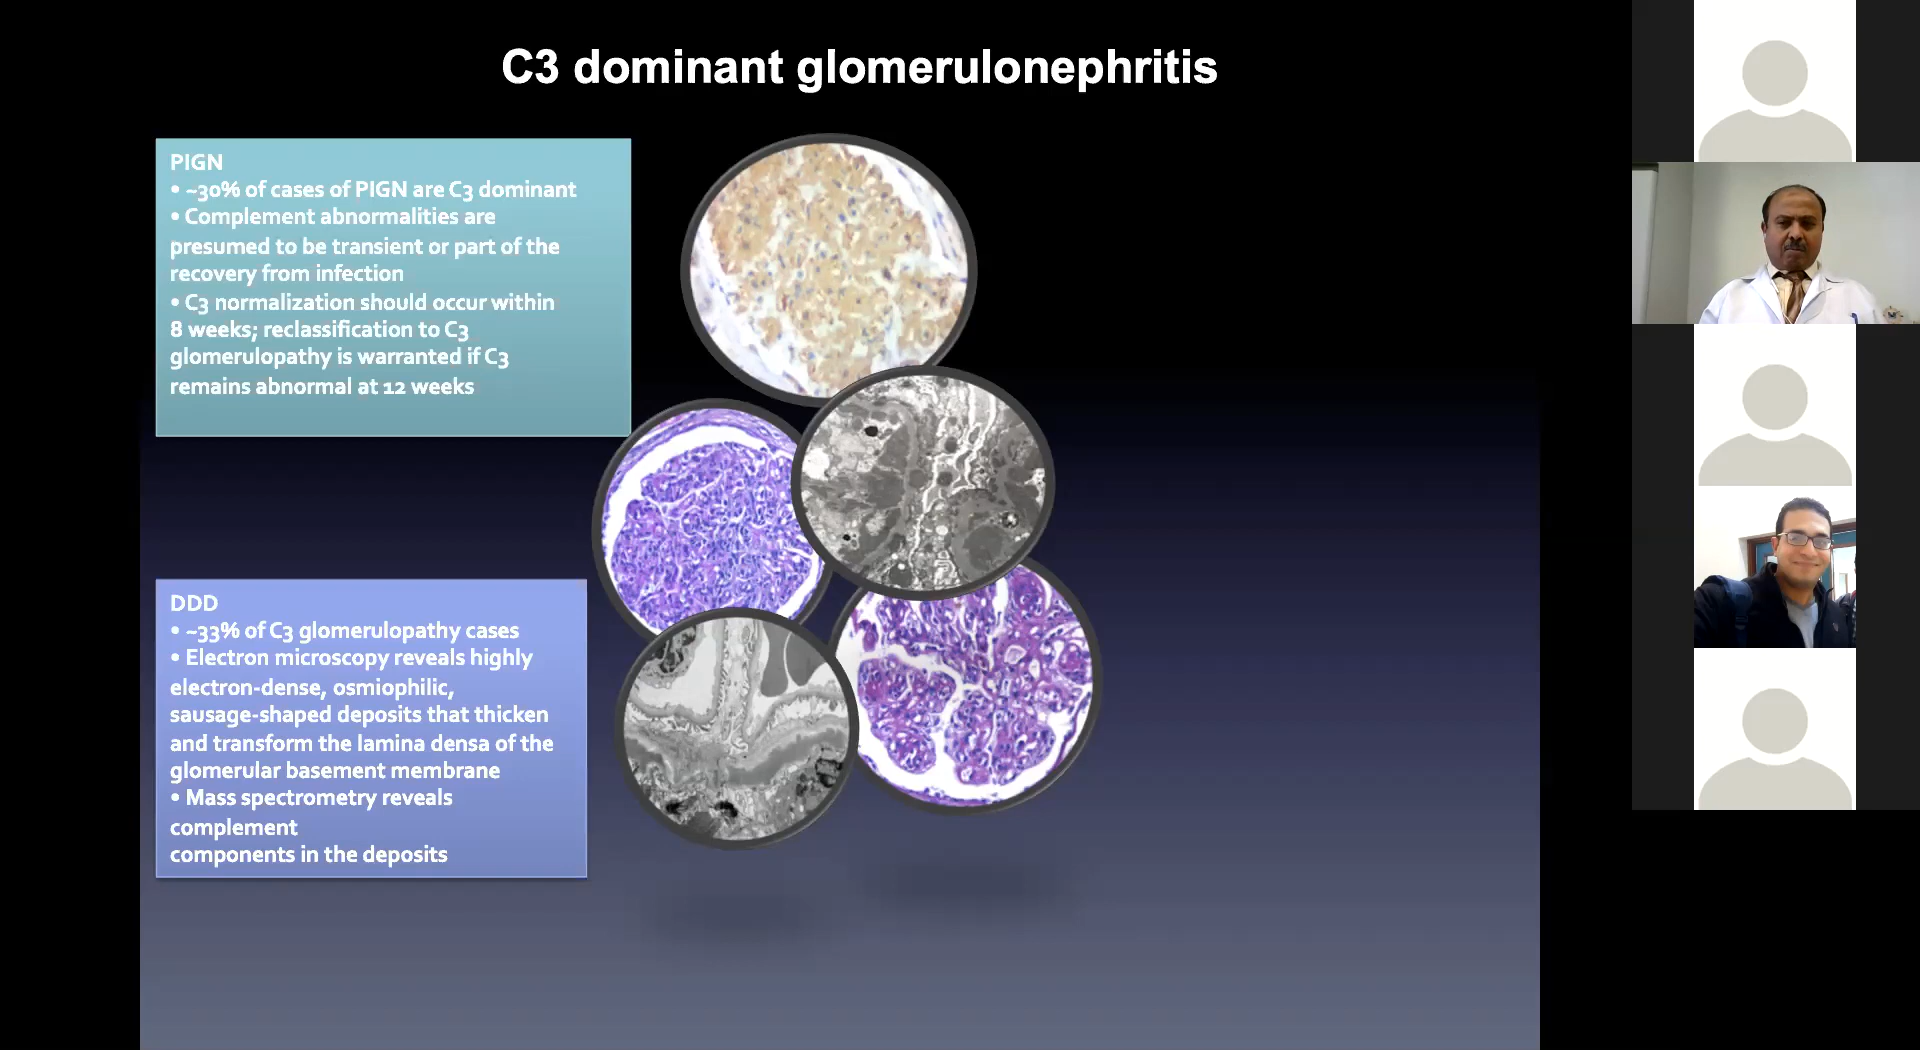 C3 dominant glomerulonephritis
PIGN
• ~30% of cases of PIGN are C3 dominant
• Complement abnormalities are
presumed to be transient or part of the
recovery from infection
• C3 normalization should occur within
8 weeks; reclassification to C3
glomerulopathy is warranted if C3
remains abnormal at 12 weeks
DDD
• ~33% of C3 glomerulopathy cases
• Electron microscopy reveals highly
electron-dense, osmiophilic,
sausage-shaped deposits that thicken
and transform the lamina densa of the
glomerular basement membrane
• Mass spectrometry reveals
complement
components in the deposits